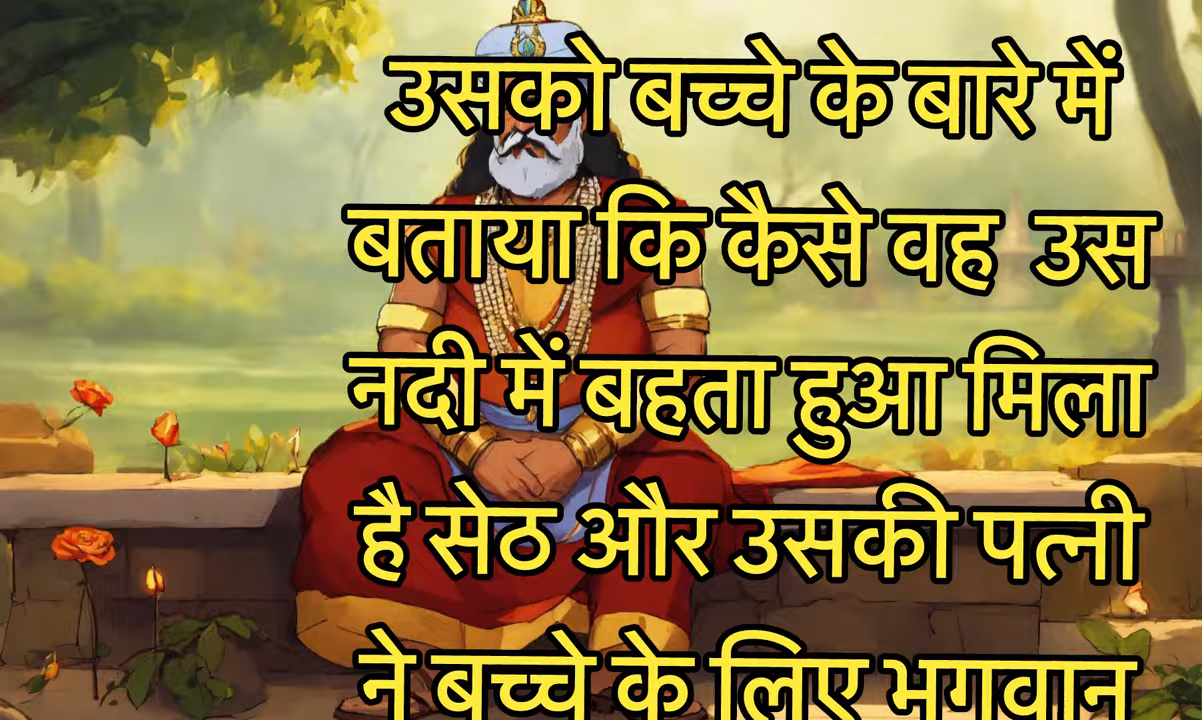 उसको बच्चे के बारे में
बताया कि कैसे वह उस
नदी में बहता हुआ मिला
है सेठ और उसकी पत्नी
ने बच्चे के लिए भगवान